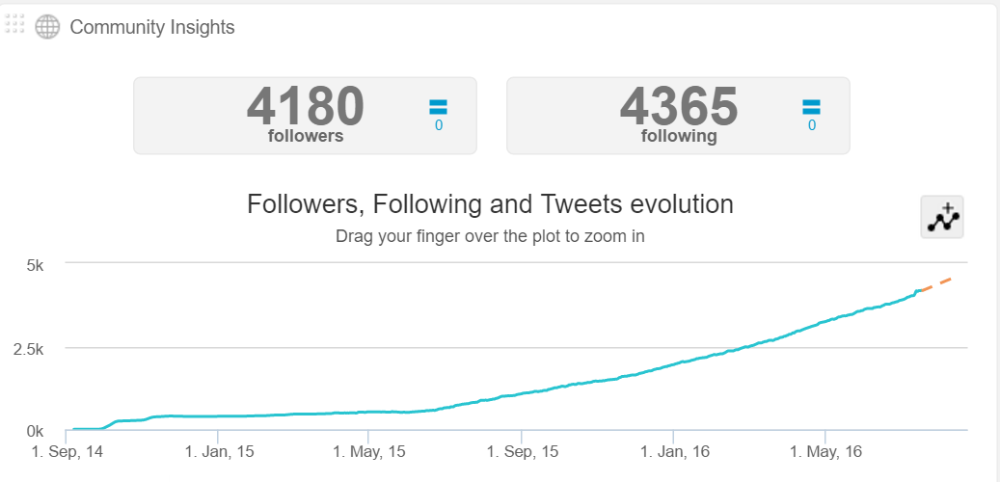 Community Insights
4180
followers
0
4365
following
0
Followers, Following and Tweets evolution
Drag your finger over the plot to zoom in
5k
2.5k
0k
1. Sep, 14
1. Jan, 15
1. May, 15
1. Sep, 15
1. Jan, 16
1. May, 16